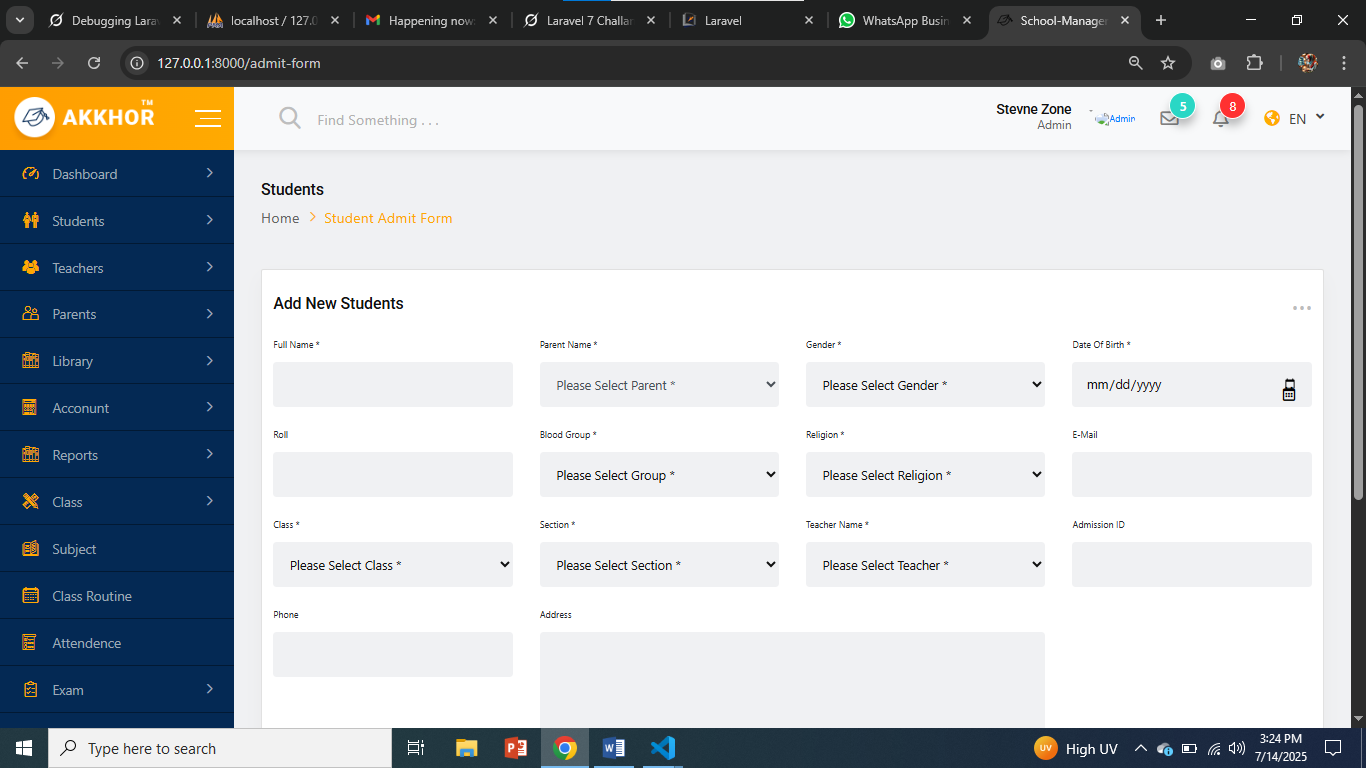 Debugging Larav
localhost / 127.0
Happening now
Laravel 7 Challan
Laravel
WhatsApp Busin
School-Manager
127.0.0.1:8000/admit-form
AKKHOR TM
Find Something . . .
Stevne Zone
Admin
Admin
5
8
EN
Dashboard
Students
Teachers
Parents
Library
Acconunt
Reports
Class
Subject
Class Routine
Attendence
Exam
Students
Home > Student Admit Form
Add New Students
Full Name * Parent Name * Gender * Date Of Birth *
Please Select Parent * Please Select Gender * mm/dd/yyyy
Roll Blood Group * Religion * E-Mail
Please Select Group * Please Select Religion *
Class * Section * Teacher Name * Admission ID
Please Select Class * Please Select Section * Please Select Teacher *
Phone Address
Type here to search
UV High UV
3:24 PM
7/14/2025